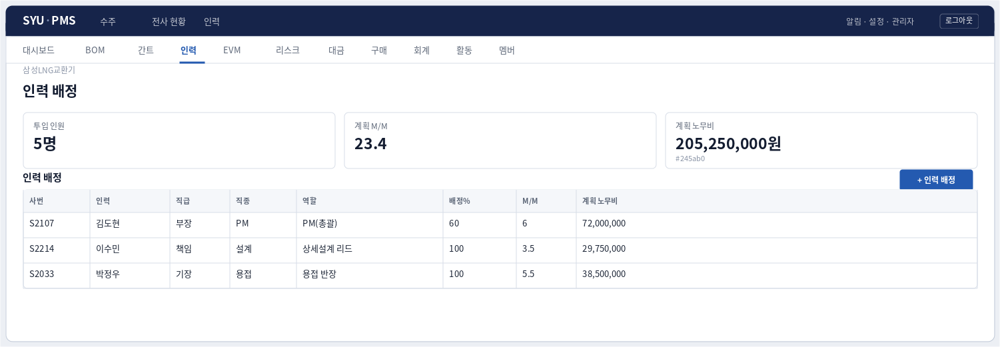 SYU·PMS 수주 전사 현황 인력 알림 · 설정 · 관리자 로그아웃
대시보드 BOM 간트 인력 EVM 리스크 대금 구매 회계 활동 멤버
삼성LNG교환기
인력 배정
투입 인원 계획 M/M 계획 노무비
5명 23.4 205,250,000원
#245ab0
인력 배정 + 인력 배정
사번 인력 직급 직종 역할 배정% M/M 계획 노무비
S2107 김도현 부장 PM PM(총괄) 60 6 72,000,000
S2214 이수민 책임 설계 상세설계 리드 100 3.5 29,750,000
S2033 박정우 기장 용접 용접 반장 100 5.5 38,500,000